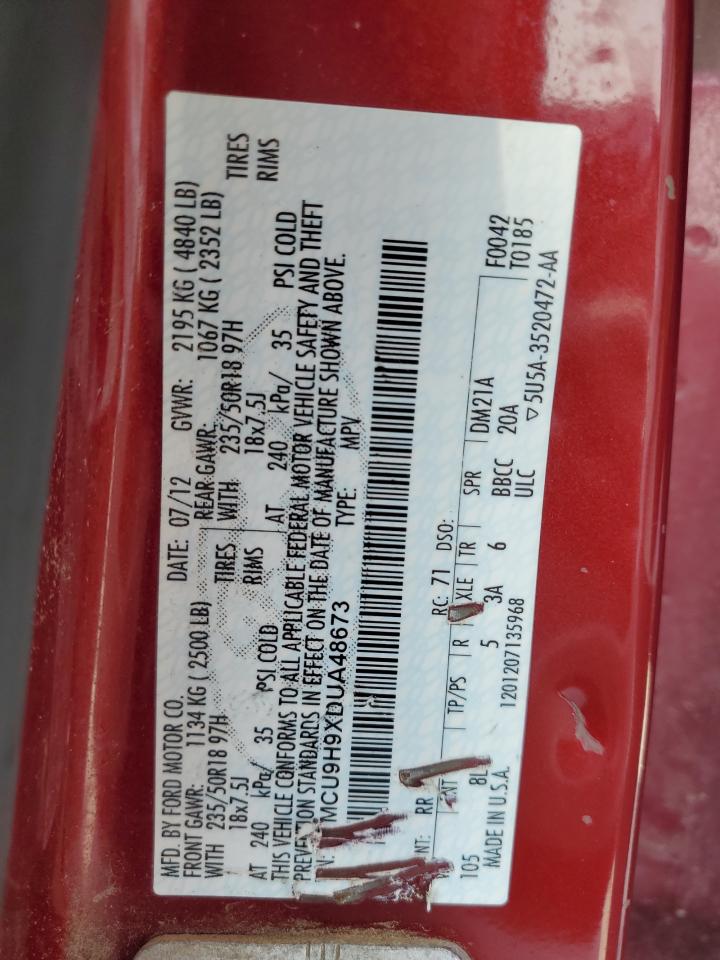 MFD. BY FORD MOTOR CO. DATE: 07/12 GVWR: 2195 KG ( 4840 LB)
FRONT GAWR: 1134 KG ( 2500 LB) REAR GAWR: 1067 KG ( 2352 LB)
WITH 235/50R18 97H TIRES WITH 235/50R18 97H TIRES
18x7.5J RIMS 18x7.5J RIMS
AT 240 kPa/ 35 PSI COLD AT 240 kPa/ 35 PSI COLD
THIS VEHICLE CONFORMS TO ALL APPLICABLE FEDERAL MOTOR VEHICLE SAFETY AND THEFT
PREVENTION STANDARDS IN EFFECT ON THE DATE OF MANUFACTURE SHOWN ABOVE.
MCU9H9XDUA48673 TYPE: MPV
NT: RR RC: 71 DSO:
INT TP/PS R AXLE TR SPR DM21A F0042
105 8L 5 3A 6 BBCC 20A T0185
MADE IN U.S.A. 1201207135968 ULC ▽5U5A-3520472-AA